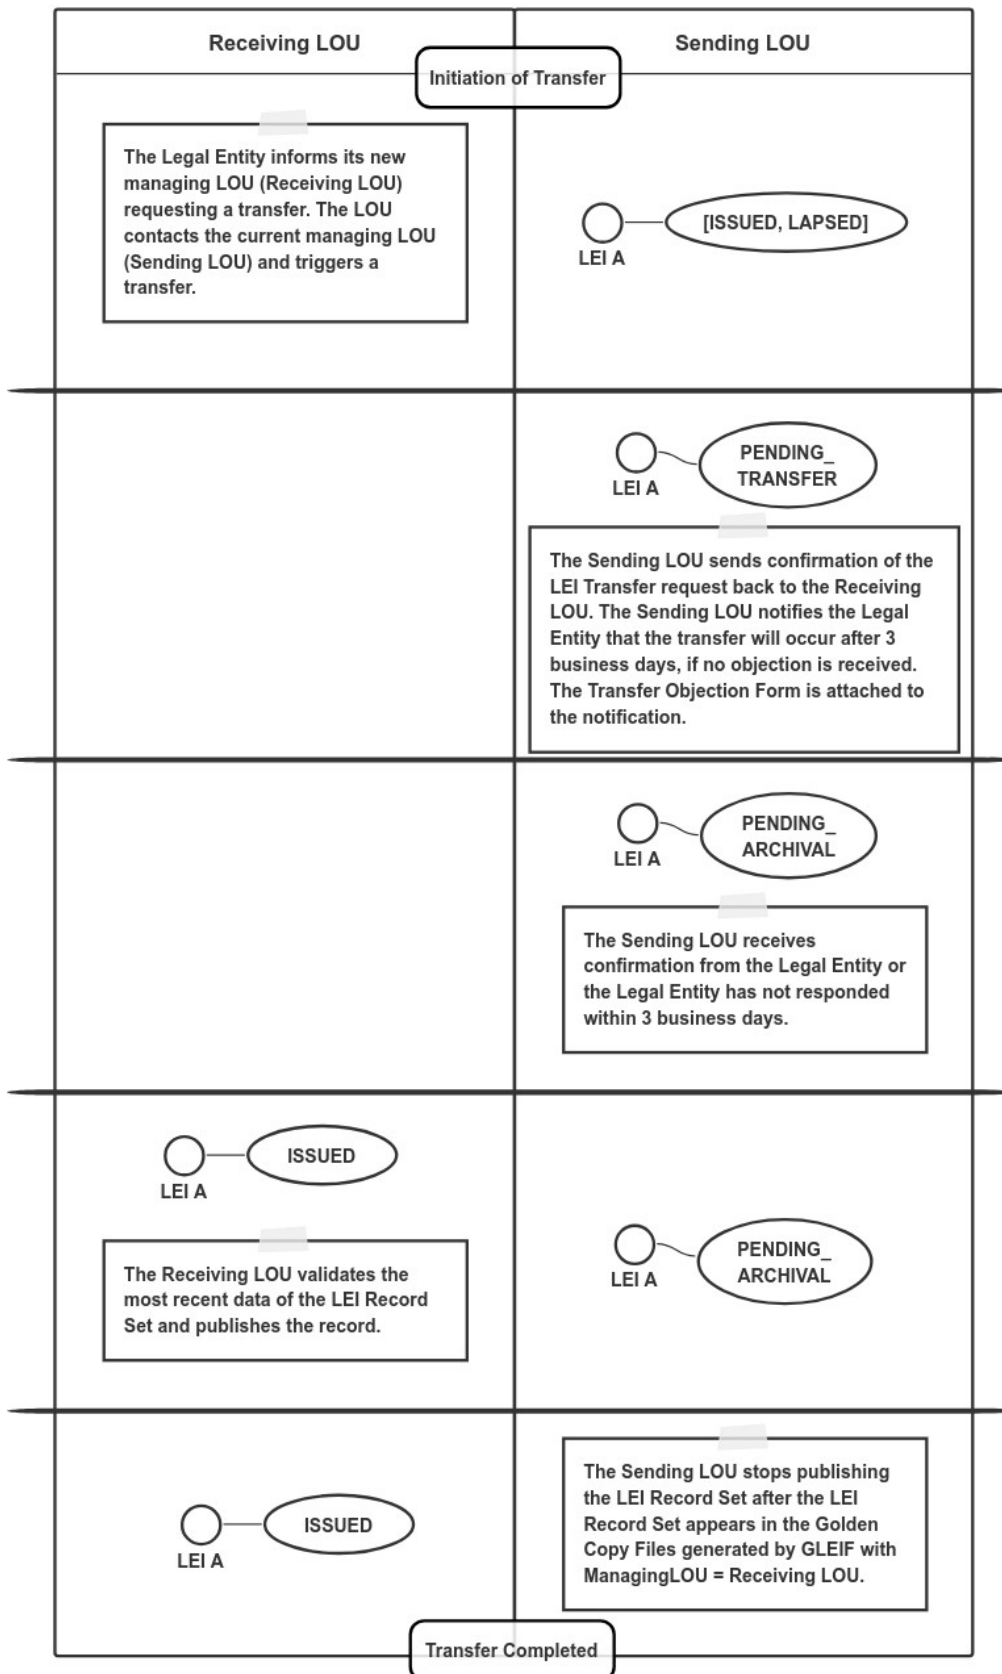 Receiving LOU
Sending LOU
Initiation of Transfer
The Legal Entity informs its new
managing LOU (Receiving LOU)
requesting a transfer. The LOU
contacts the current managing LOU
(Sending LOU) and triggers a
transfer.
[ISSUED, LAPSED]
LEI A
PENDING_
TRANSFER
LEI A
The Sending LOU sends confirmation of the
LEI Transfer request back to the Receiving
LOU. The Sending LOU notifies the Legal
Entity that the transfer will occur after 3
business days, if no objection is received.
The Transfer Objection Form is attached to
the notification.
PENDING_
ARCHIVAL
LEI A
The Sending LOU receives
confirmation from the Legal Entity or
the Legal Entity has not responded
within 3 business days.
ISSUED
LEI A
The Receiving LOU validates the
most recent data of the LEI Record
Set and publishes the record.
PENDING_
ARCHIVAL
LEI A
ISSUED
LEI A
The Sending LOU stops publishing
the LEI Record Set after the LEI
Record Set appears in the Golden
Copy Files generated by GLEIF with
ManagingLOU = Receiving LOU.
Transfer Completed